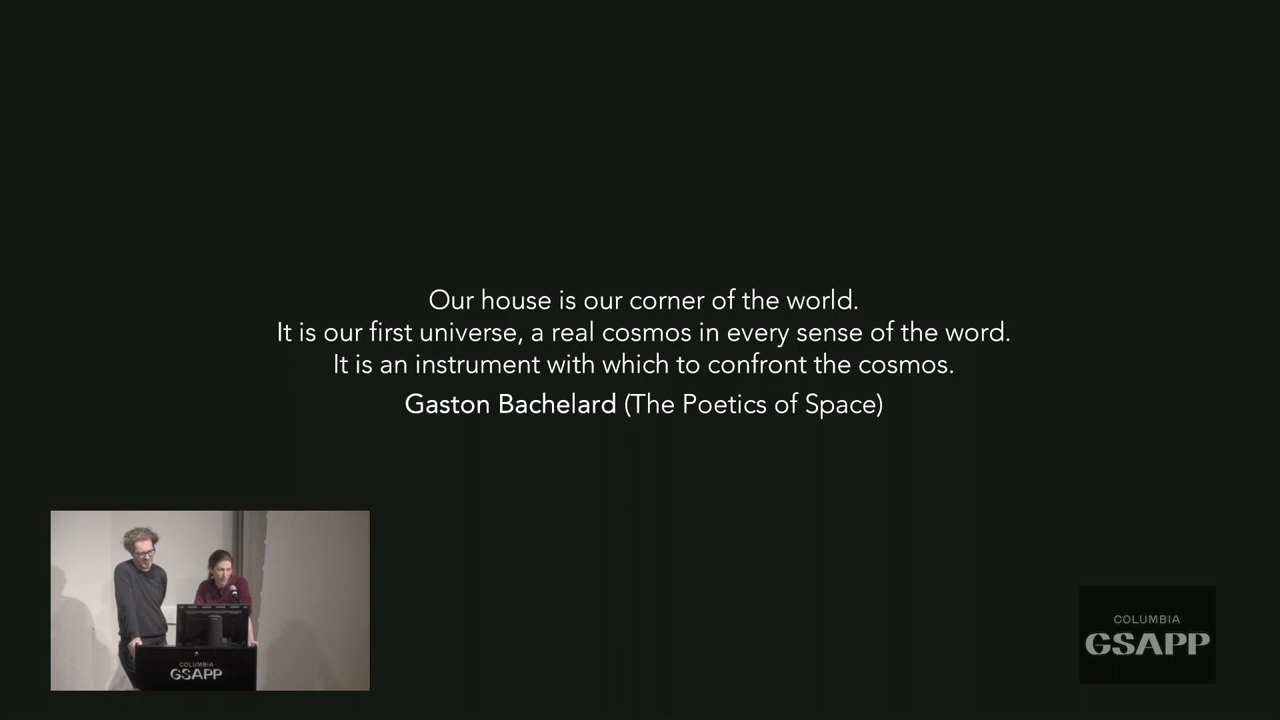 Our house is our corner of the world.
It is our first universe, a real cosmos in every sense of the word.
It is an instrument with which to confront the cosmos.
Gaston Bachelard (The Poetics of Space)
COLUMBIA
GSAPP
COLUMBIA
GSAPP